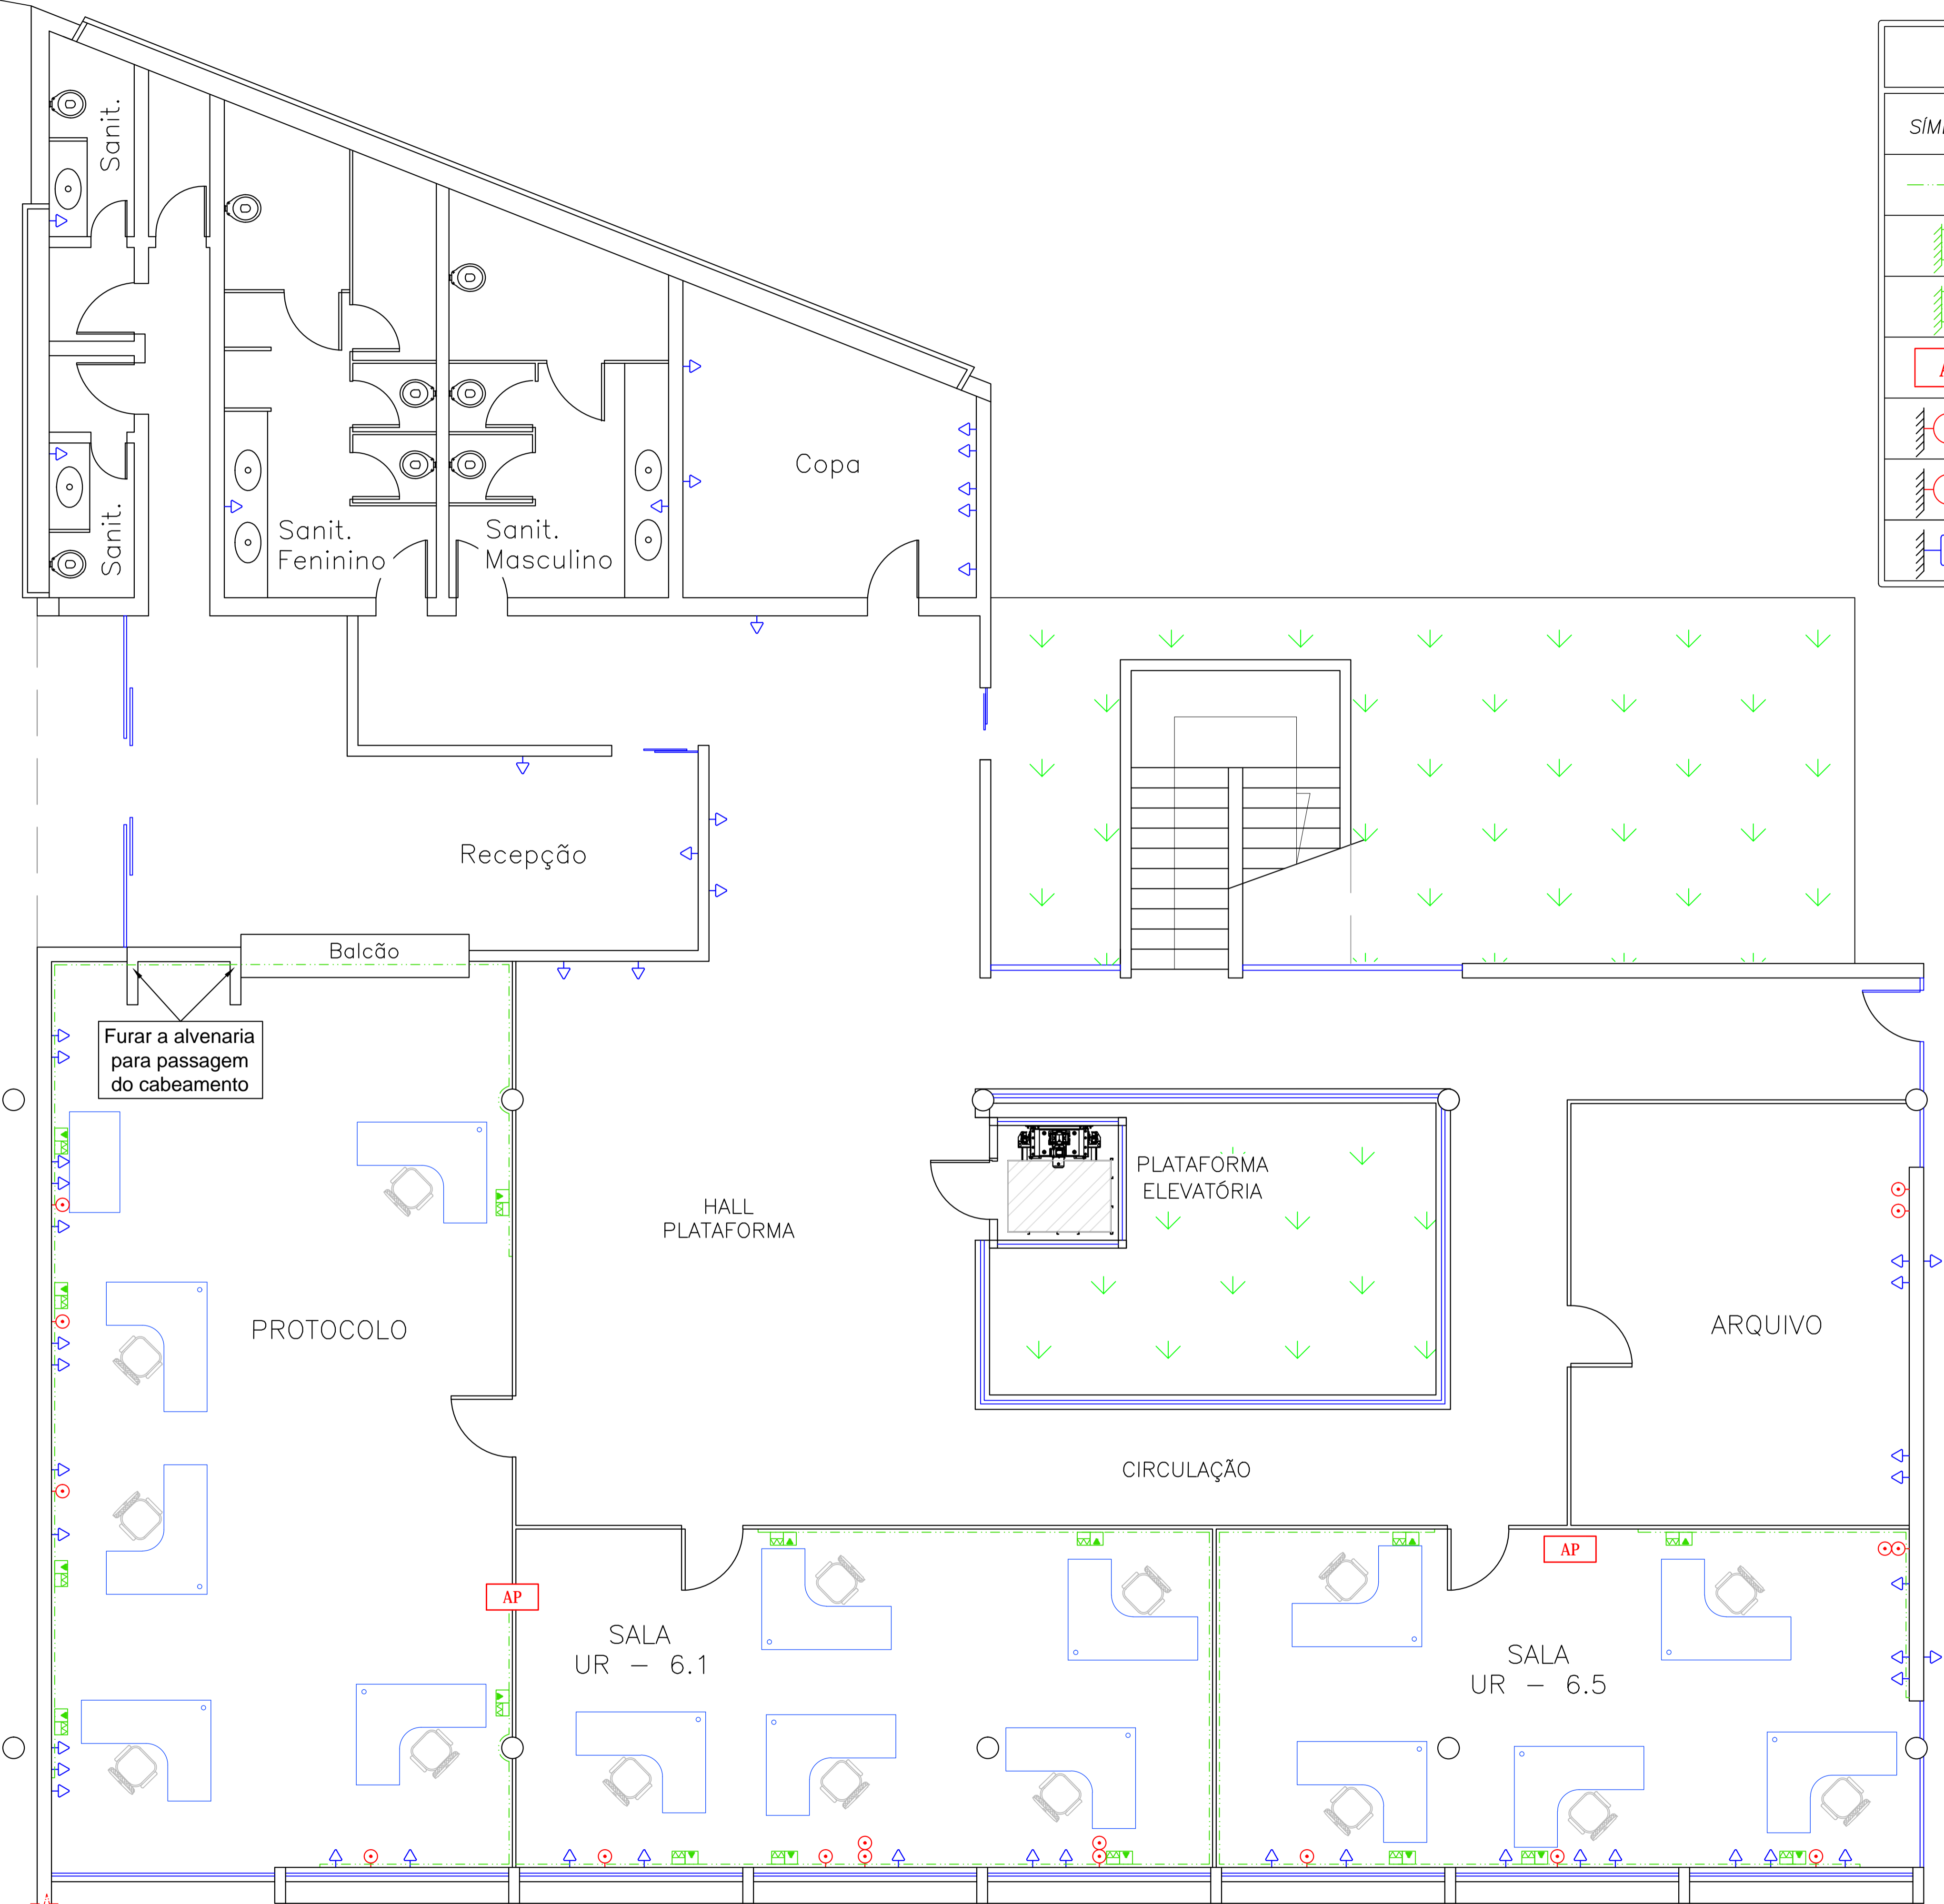 Sanit.
SÍM
Sanit.
Copa
Sanit.
Feninino
Sanit.
Masculino
Recepção
Balcão
Furar a alvenaria
para passagem
do cabeamento
PLATAFORMA
ELEVATÓRIA
HALL
PLATAFORMA
PROTOCOLO
ARQUIVO
CIRCULAÇÃO
AP
AP
SALA
UR - 6.1
SALA
UR - 6.5